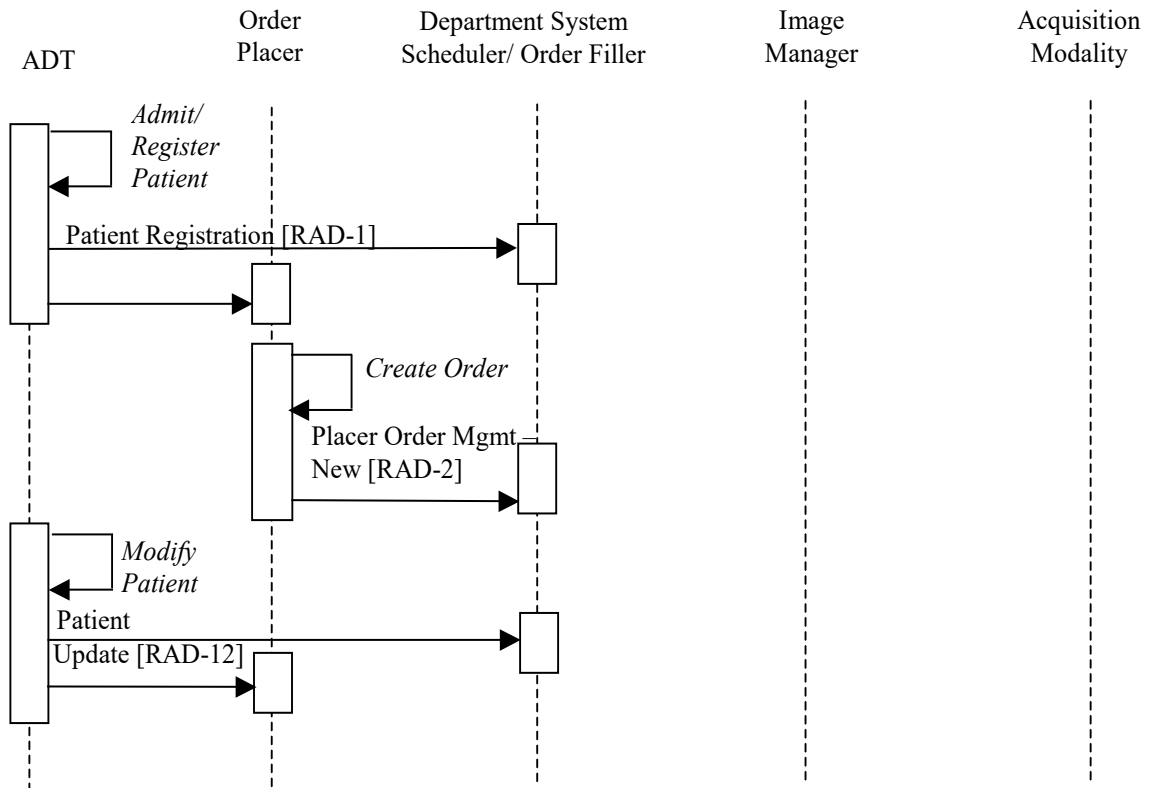 ADT
Order
Placer
Department System
Scheduler/ Order Filler
Image
Manager
Acquisition
Modality
Admit/
Register
Patient
Patient Registration [RAD-1]
Create Order
Placer Order Mgmt –
New [RAD-2]
Modify
Patient
Patient
Update [RAD-12]